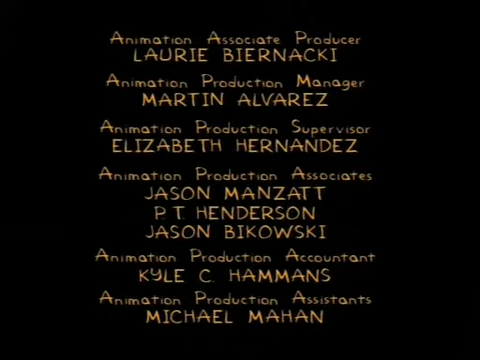 Animation Associate Producer
LAURIE BIERNACKI
Animation Production Manager
MARTIN ALVAREZ
Animation Production Supervisor
ELIZABETH HERNANDEZ
Animation Production Associates
JASON MANZATT
P.T. HENDERSON
JASON BIKOWSKI
Animation Production Accountant
KYLE C. HAMMANS
Animation Production Assistants
MICHAEL MAHAN